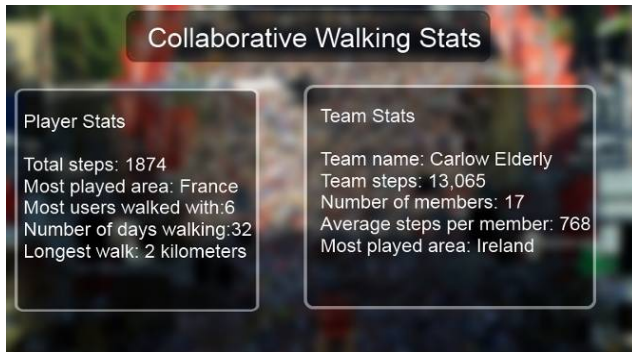 Collaborative Walking Stats
Player Stats
Total steps: 1874
Most played area: France
Most users walked with:6
Number of days walking:32
Longest walk: 2 kilometers
Team Stats
Team name: Carlow Elderly
Team steps: 13,065
Number of members: 17
Average steps per member: 768
Most played area: Ireland